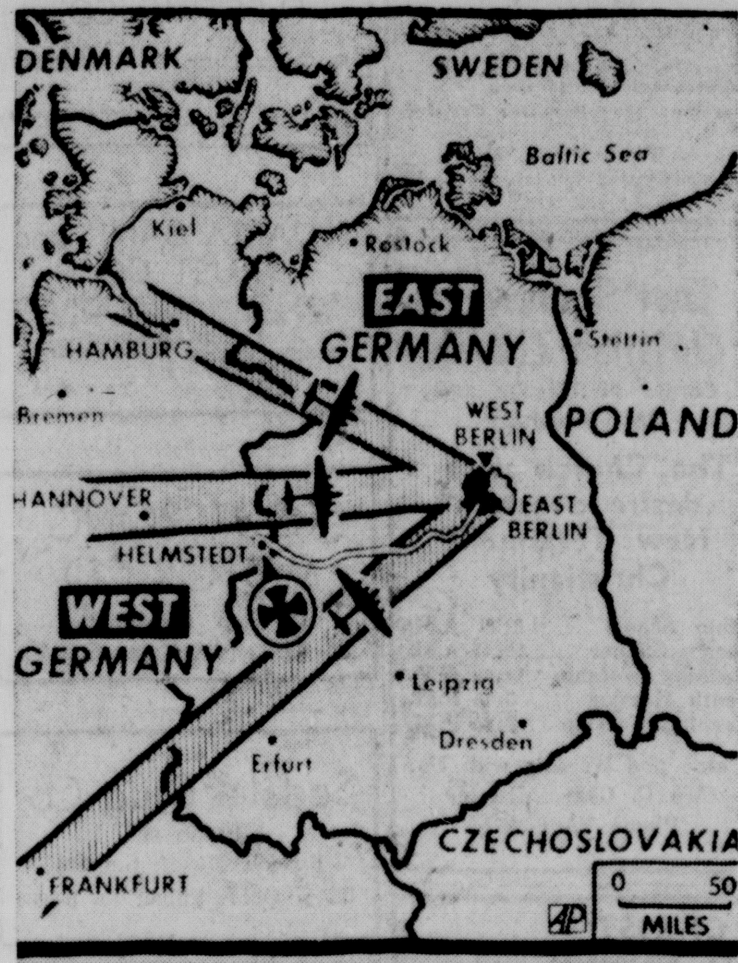 DENMARK
SWEDEN
Baltic Sea
Kiel
Rostock
EAST
GERMANY
HAMBURG
Stettin
Bremen
WEST
BERLIN
POLAND
HANNOVER
EAST
BERLIN
HELMSTEDT
WEST
GERMANY
Leipzig
Erfurt
Dresden
CZECHOSLOVAKIA
FRANKFURT
0 50
MILES
AP